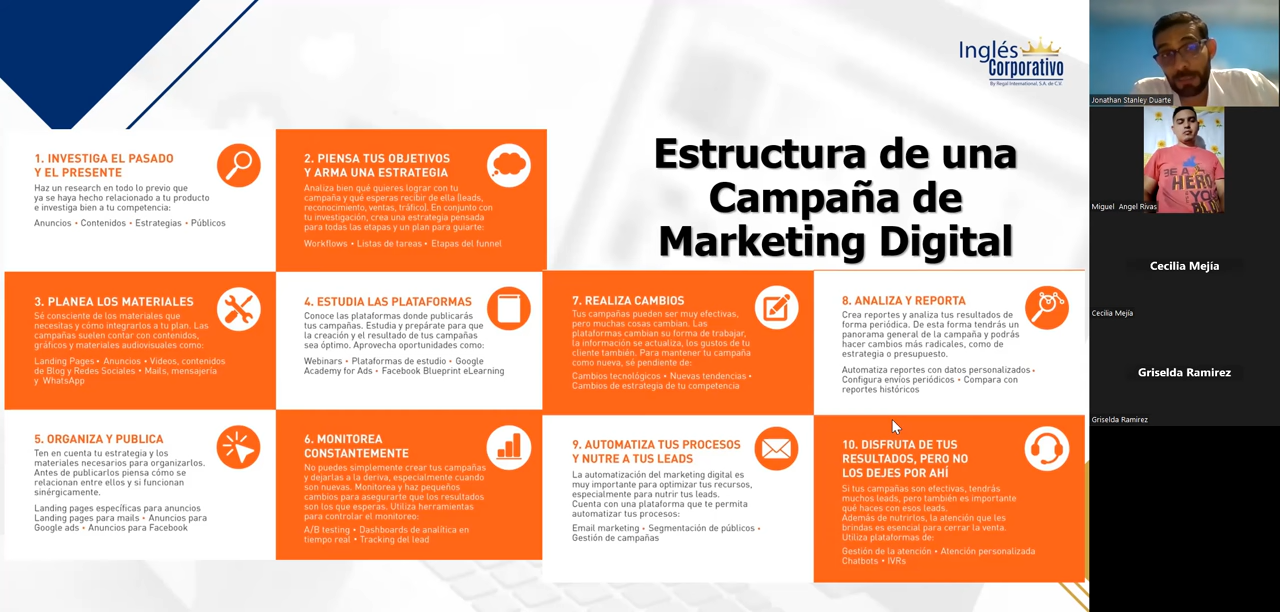 Inglés
Corporativo
By Regal International, S.A. de C.V.
Estructura de una
Campaña de
Marketing Digital
1. INVESTIGA EL PASADO
Y EL PRESENTE
Haz un research en todo lo previo que
ya se haya hecho relacionado a tu producto
e investiga bien a tu competencia:
Anuncios • Contenidos • Estrategias • Públicos
2. PIENSA TUS OBJETIVOS
Y ARMA UNA ESTRATEGIA
Analiza bien qué quieres lograr con tu
campaña y qué esperas recibir de ella (leads,
reconocimiento, ventas, tráfico). En conjunto con
tu investigación, crea una estrategia pensada
para todas las etapas y un plan para guiarte:
Workflows • Listas de tareas • Etapas del funnel
3. PLANEA LOS MATERIALES
Sé consciente de los materiales que
necesitas y cómo integrarlos a tu plan. Las
campañas suelen contar con contenidos,
gráficos y materiales audiovisuales como:
Landing Pages • Anuncios • Videos, contenidos
de Blog y Redes Sociales • Mails, mensajería
y WhatsApp
4. ESTUDIA LAS PLATAFORMAS
Conoce las plataformas donde publicarás
tus campañas. Estudia y prepárate para que
la creación y el resultado de tus campañas
sea óptimo. Aprovecha oportunidades como:
Webinars • Plataformas de estudio • Google
Academy for Ads • Facebook Blueprint eLearning
5. ORGANIZA Y PUBLICA
Ten en cuenta tu estrategia y los
materiales necesarios para organizarlos.
Antes de publicarlos piensa cómo se
relacionan entre ellos y si funcionan
sinérgicamente.
Landing pages específicas para anuncios
Landing pages para mails • Anuncios para
Google ads • Anuncios para Facebook
6. MONITOREA
CONSTANTEMENTE
No puedes simplemente crear tus campañas
y dejarlas a la deriva, especialmente cuando
son nuevas. Monitorea y haz pequeños
cambios para asegurarte que los resultados
son los que esperas. Utiliza herramientas
para controlar el monitoreo:
A/B testing • Dashboards de analítica en
tiempo real • Tracking del lead
7. REALIZA CAMBIOS
Tus campañas pueden ser muy efectivas,
pero muchas cosas cambian. Las
plataformas cambian su forma de trabajar,
la información se actualiza, los gustos de tu
cliente también. Para mantener tu campaña
como nueva, sé pendiente de:
Cambios tecnológicos • Nuevas tendencias •
Cambios de estrategia de tu competencia
8. ANALIZA Y REPORTA
Crea reportes y analiza tus resultados de
forma periódica. De esta forma tendrás un
panorama general de la campaña y podrás
hacer cambios más radicales, como de
estrategia o presupuesto.
Automatiza reportes con datos personalizados •
Configura envíos periódicos • Compara con
reportes históricos
9. AUTOMATIZA TUS PROCESOS
Y NUTRE A TUS LEADS
La automatización del marketing digital es
muy importante para optimizar tus recursos,
especialmente para nutrir tus leads.
Cuenta con una plataforma que te permita
automatizar tus procesos:
Email marketing • Segmentación de públicos •
Gestión de campañas
10. DISFRUTA DE TUS
RESULTADOS, PERO NO
LOS DEJES POR AHÍ
Si tus campañas son efectivas, tendrás
muchos leads, pero también es importante
qué haces con esos leads.
Además de nutrirlos, la atención que les
brindas es esencial para cerrar la venta.
Utiliza plataformas de:
Gestión de la atención • Atención personalizada
Chatbots • IVRs
Jonathan Stanley Duarte
BE A
HERO
Miguel Angel Rivas
Cecilia Mejía
Cecilia Mejía
Griselda Ramirez
Griselda Ramirez